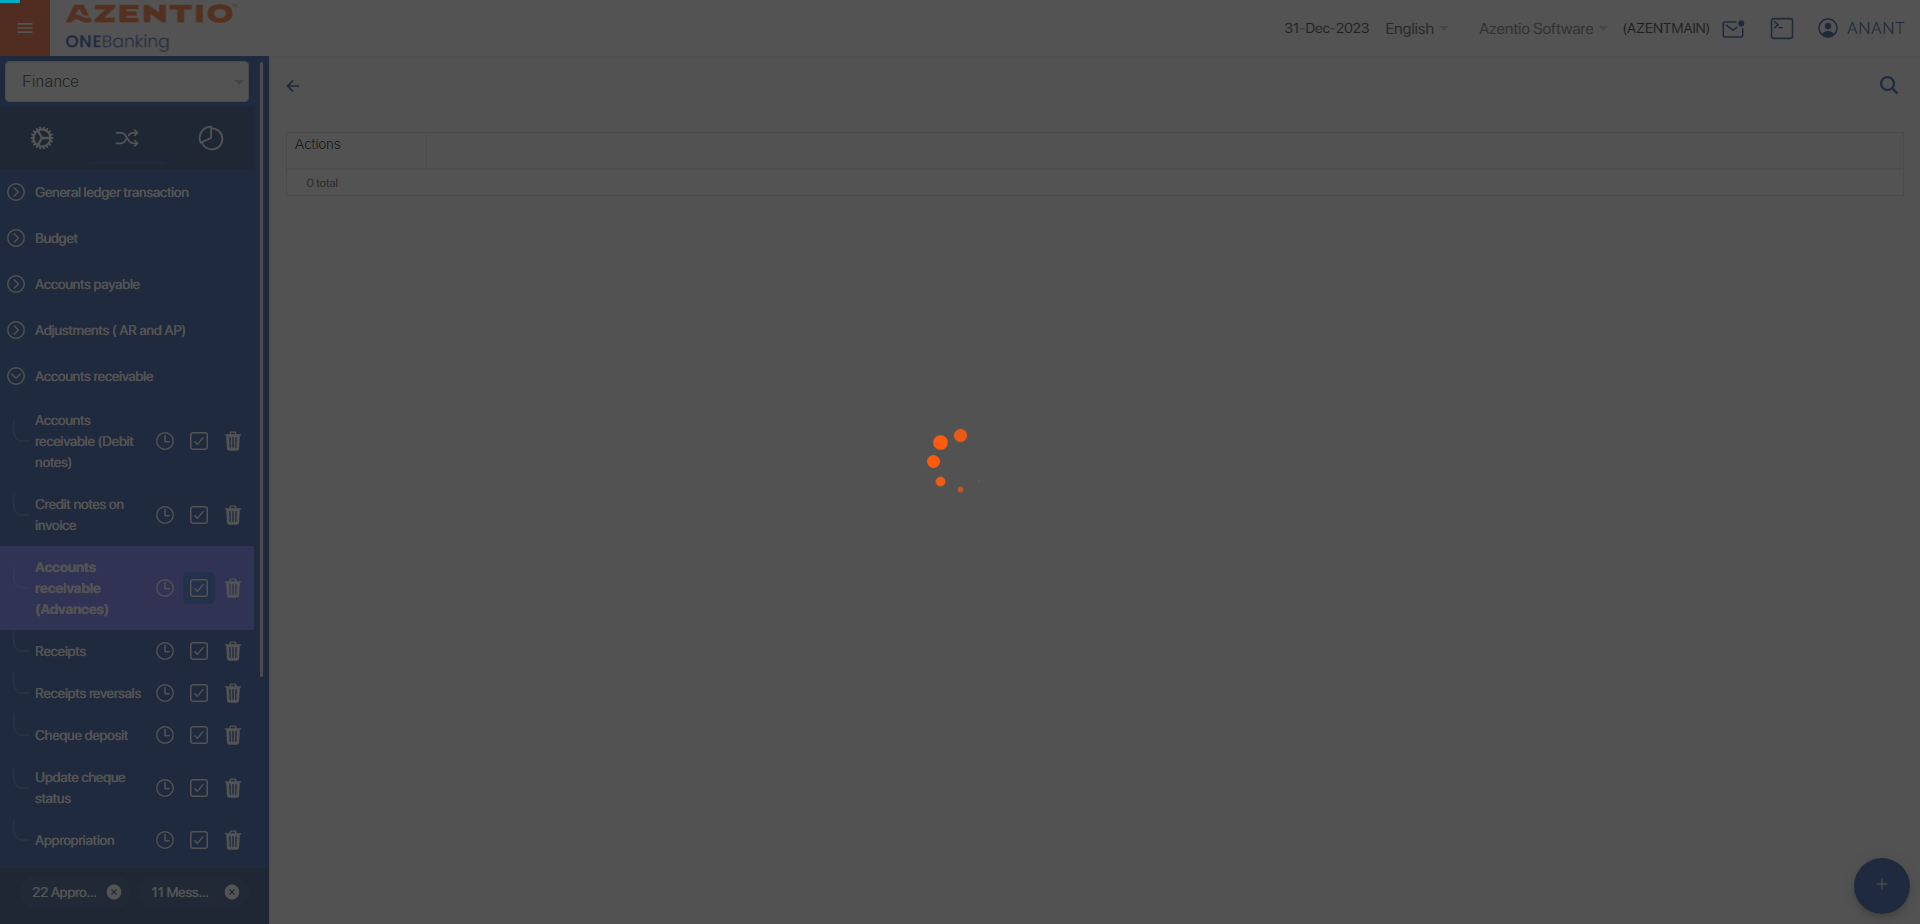 AZENTIO
ONEBanking
31-Dec-2023 English Azentio Software (AZENTMAIN) ANANT
Finance
Actions
0 total
General ledger transaction
Budget
Accounts payable
Adjustments ( AR and AP)
Accounts receivable
Accounts
receivable (Debit
notes)
Credit notes on
invoice
Accounts
receivable
(Advances)
Receipts
Receipts reversals
Cheque deposit
Update cheque
status
Appropriation
22 Appro... 11 Mess...